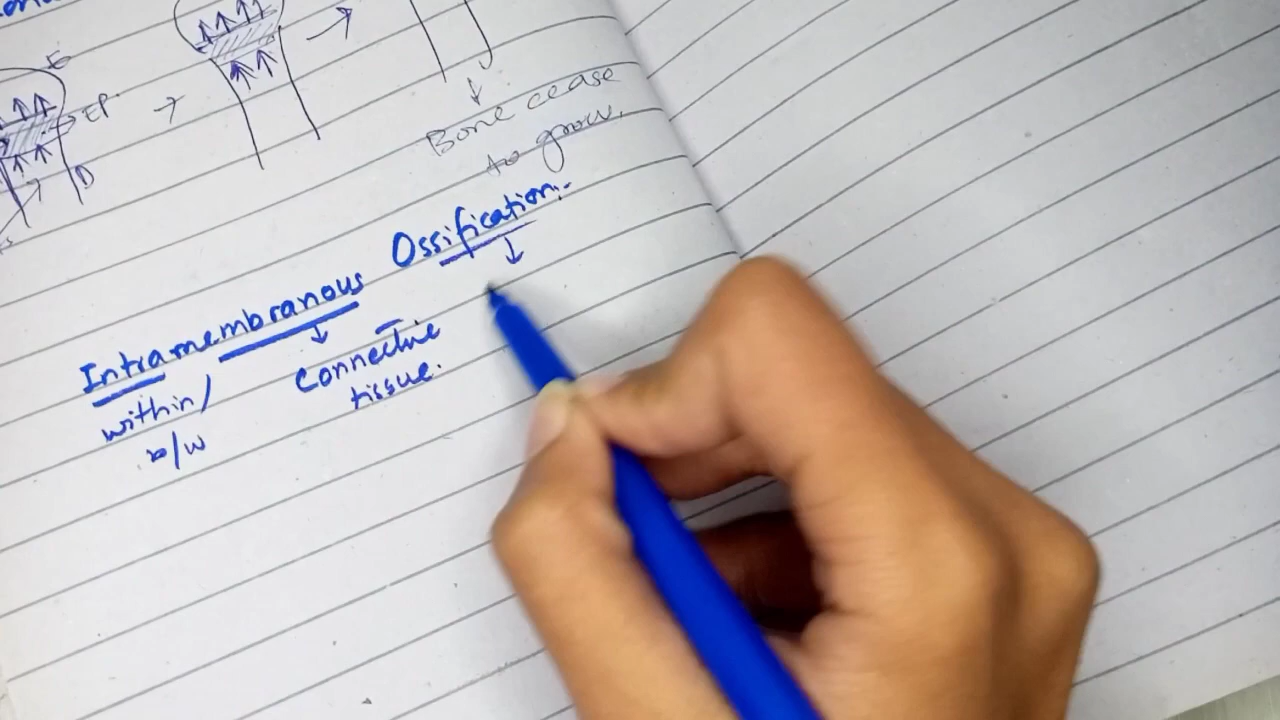 E
EP
D
Bone cease
to grow.
Intramembranous Ossification:-
within/
b/w
Connective
tissue.